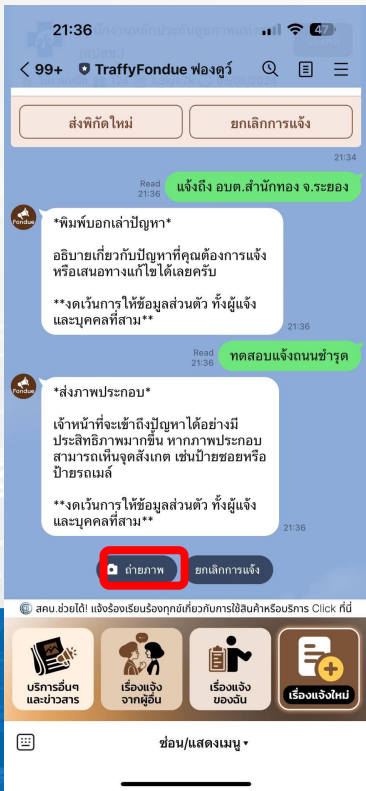 21:36
47
99+ TraffyFondue ฟองดูว์
ส่งพิกัดใหม่ ยกเลิกการแจ้ง
21:34
Read
21:36
แจ้งถึง อบต.สำนักทอง จ.ระยอง
Fondue
*พิมพ์บอกเล่าปัญหา*
อธิบายเกี่ยวกับปัญหาที่คุณต้องการแจ้ง
หรือเสนอทางแก้ไขได้เลยครับ
**งดเว้นการให้ข้อมูลส่วนตัว ทั้งผู้แจ้ง
และบุคคลที่สาม**
21:36
Read
21:36
ทดสอบแจ้งถนนชำรุด
Fondue
*ส่งภาพประกอบ*
เจ้าหน้าที่จะเข้าถึงปัญหาได้อย่างมี
ประสิทธิภาพมากขึ้น หากภาพประกอบ
สามารถเห็นจุดสังเกต เช่นป้ายซอยหรือ
ป้ายรถเมล์
**งดเว้นการให้ข้อมูลส่วนตัว ทั้งผู้แจ้ง
และบุคคลที่สาม**
21:36
ถ่ายภาพ ยกเลิกการแจ้ง
สคบ.ช่วยได้! แจ้งร้องเรียนร้องทุกข์เกี่ยวกับการใช้สินค้าหรือบริการ Click ที่นี่
บริการอื่นๆ
และข่าวสาร
เรื่องแจ้ง
จากผู้อื่น
เรื่องแจ้ง
ของฉัน
เรื่องแจ้งใหม่
ซ่อน/แสดงเมนู